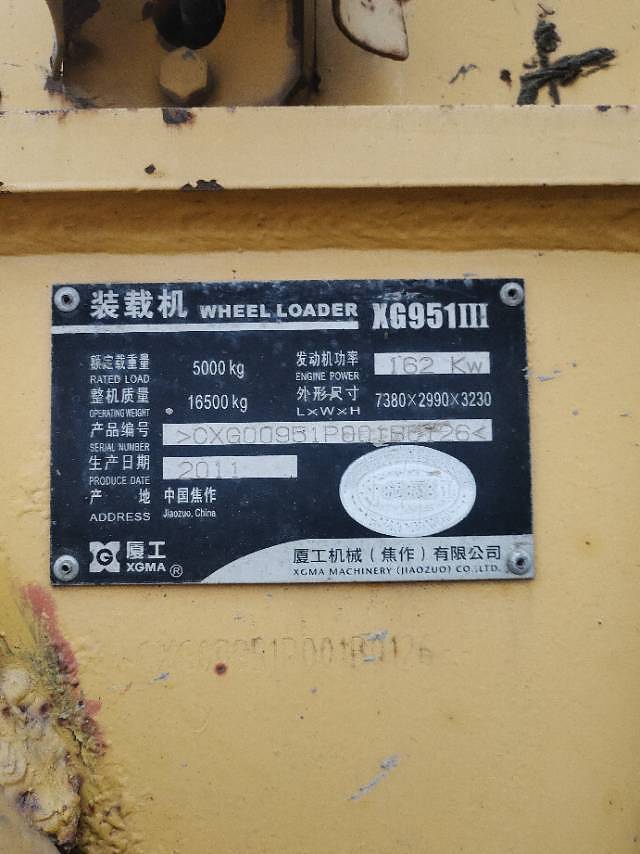 装载机 WHEEL LOADER XG951III
额定载重量 5000 kg 发动机功率 162 Kw
RATED LOAD ENGINE POWER
整机质量 16500 kg 外形尺寸 7380×2990×3230
OPERATING WEIGHT L×W×H
产品编号
SERIAL NUMBER
生产日期 2011
PRODUCE DATE
产 地 中国焦作
ADDRESS Jiaozuo, China
G 厦工 厦工机械（焦作）有限公司
XGMA ® XGMA MACHINERY (JIAOZUO) CO.,LTD.